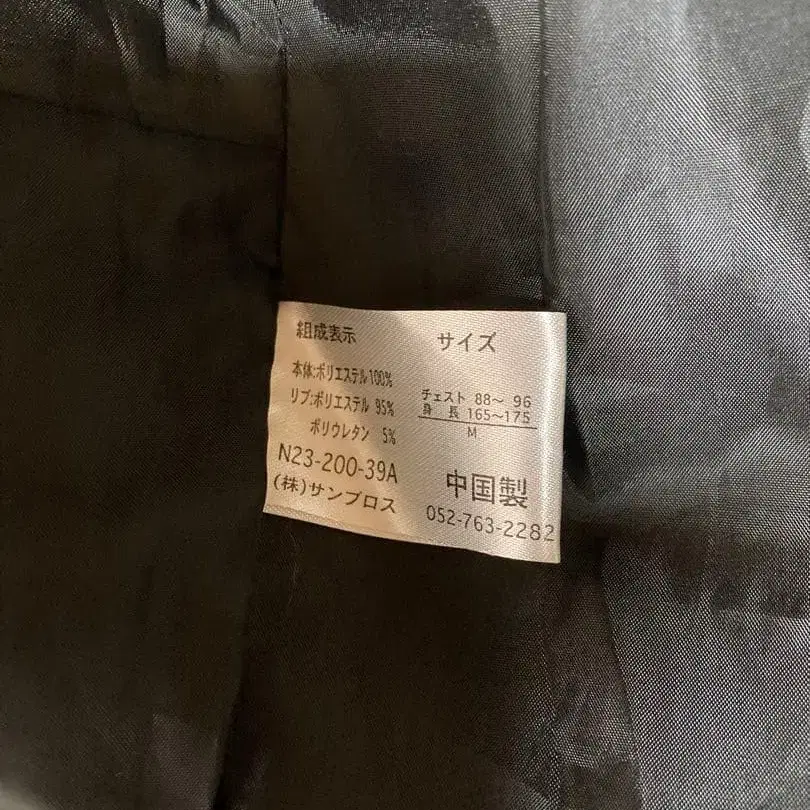 組成表示
本体:ポリエステル100%
リブ:ポリエステル 95%
ポリウレタン 5%
N23-200-39A
(株)サンブロス
サイズ
チェスト 88~ 96
身 長 165~175
M
中国製
052-763-2282